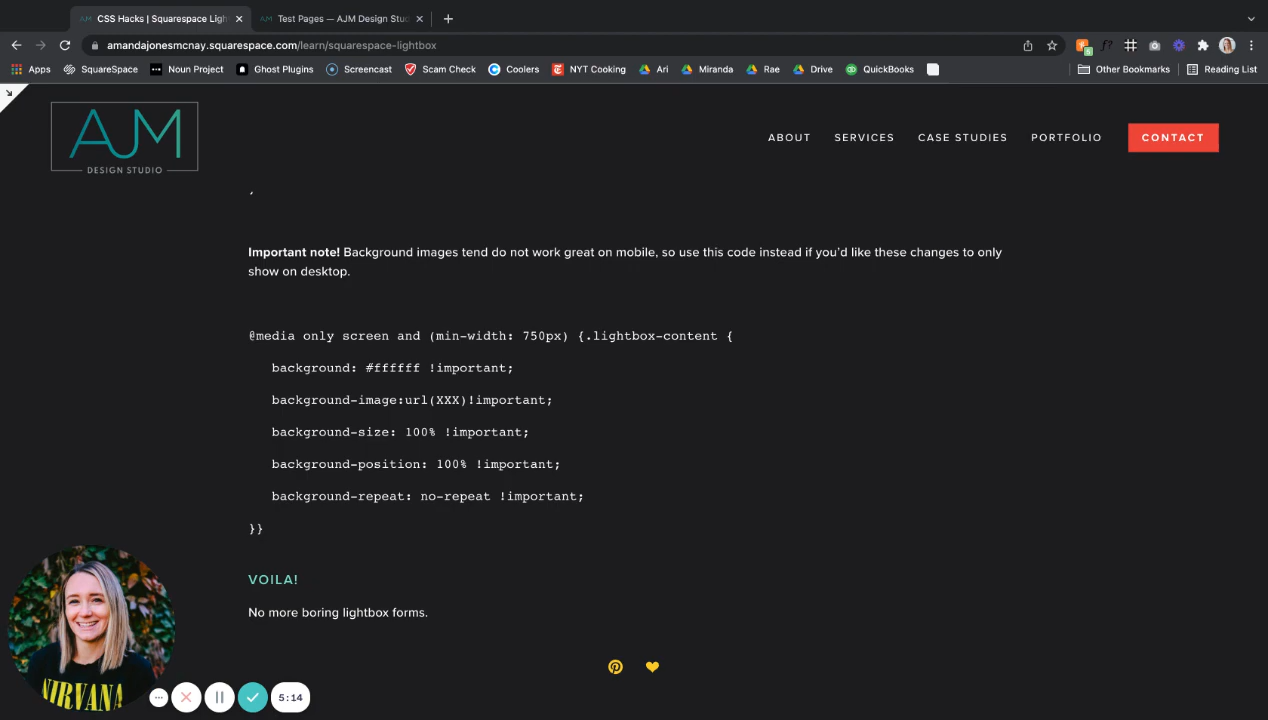 CSS Hacks | Squarespace Ligh
Test Pages — AJM Design Stu
amandajonesmcnay.squarespace.com/learn/squarespace-lightbox
Apps
SquareSpace
Noun Project
Ghost Plugins
Screencast
Scam Check
Coolers
NYT Cooking
Ari
Miranda
Rae
Drive
QuickBooks
Other Bookmarks
Reading List
AJM
DESIGN STUDIO
ABOUT
SERVICES
CASE STUDIES
PORTFOLIO
CONTACT
Important note! Background images tend do not work great on mobile, so use this code instead if you'd like these changes to only
show on desktop.
@media only screen and (min-width: 750px) {.lightbox-content {
background: #ffffff !important;
background-image:url(XXX)!important;
background-size: 100% !important;
background-position: 100% !important;
background-repeat: no-repeat !important;
}}
VOILA!
No more boring lightbox forms.
NIRVANA
5:14